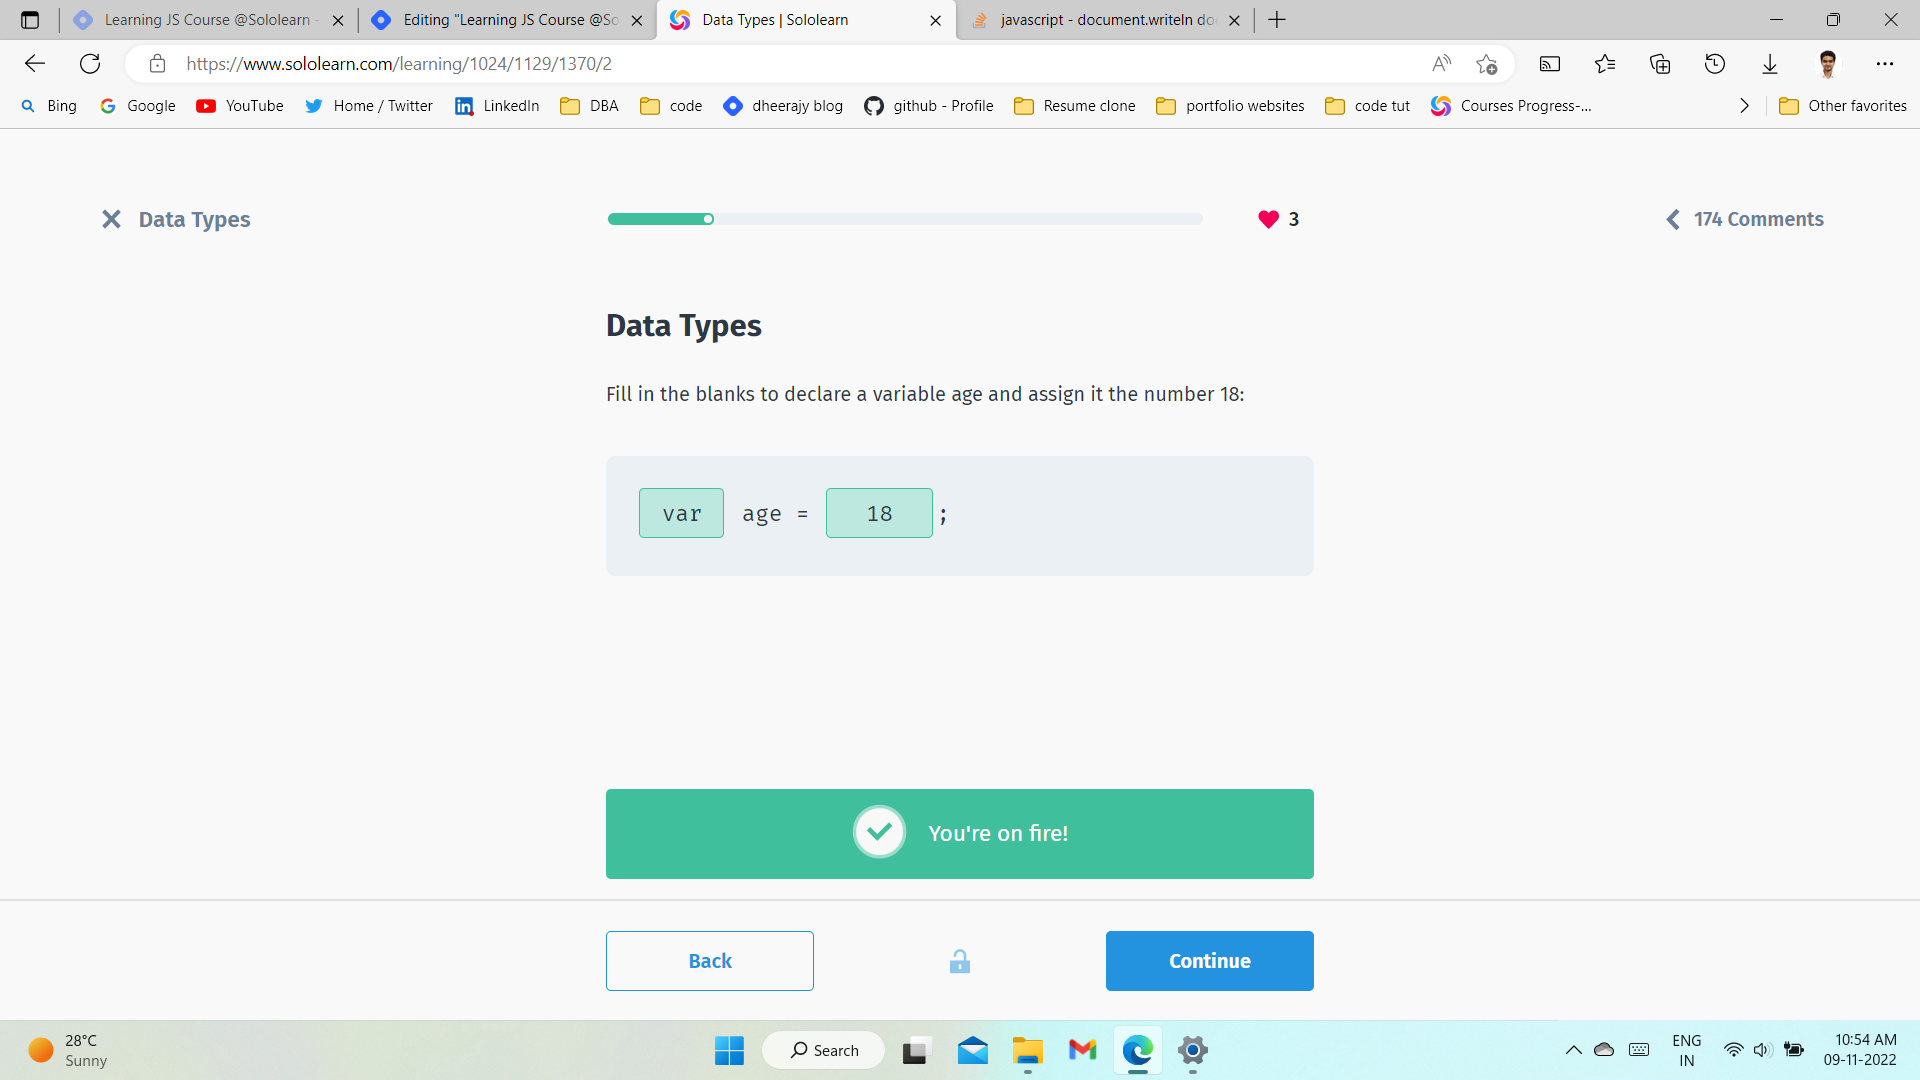 Learning JS Course @Sololearn -
Editing "Learning JS Course @So
Data Types | Sololearn
javascript - document.writeln do
https://www.sololearn.com/learning/1024/1129/1370/2
Bing
Google
YouTube
Home / Twitter
LinkedIn
DBA
code
dheerajy blog
github - Profile
Resume clone
portfolio websites
code tut
Courses Progress-...
Other favorites
Data Types
3
174 Comments
Data Types
Fill in the blanks to declare a variable age and assign it the number 18:
var age = 18;
You're on fire!
Back
Continue
28°C
Sunny
Search
ENG
IN
10:54 AM
09-11-2022